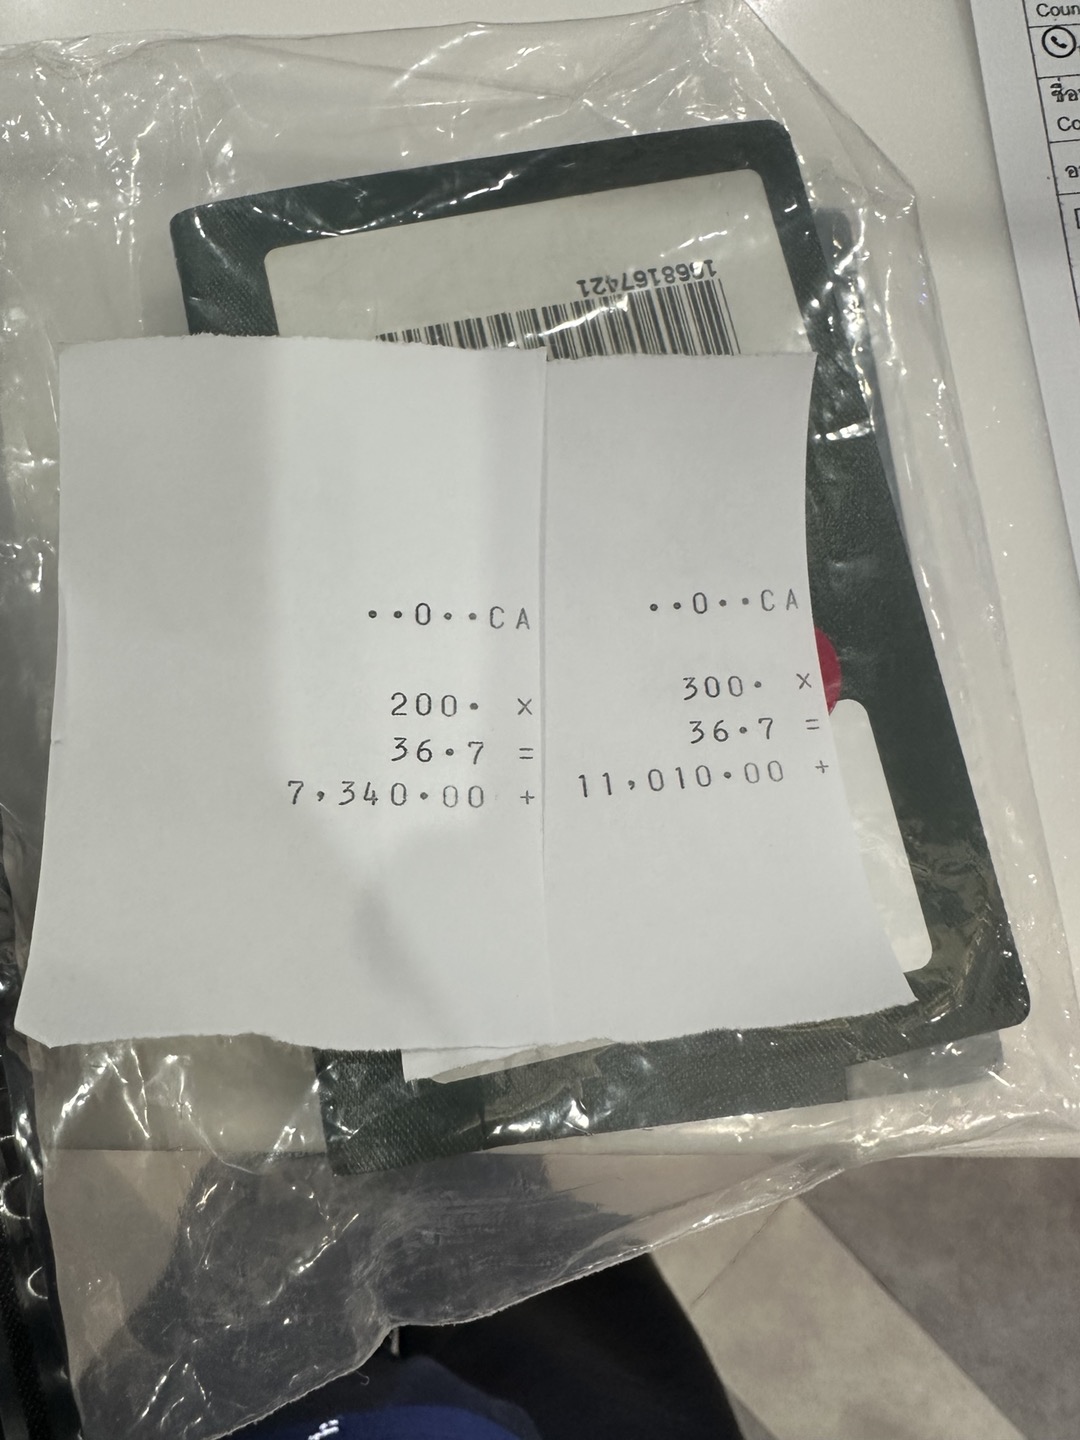 Coun
ชื่อ
Co
1068167421
··0··CA
200· x
36·7 =
7,340·00 +
··0··CA
300· x
36·7 =
11,010·00 +